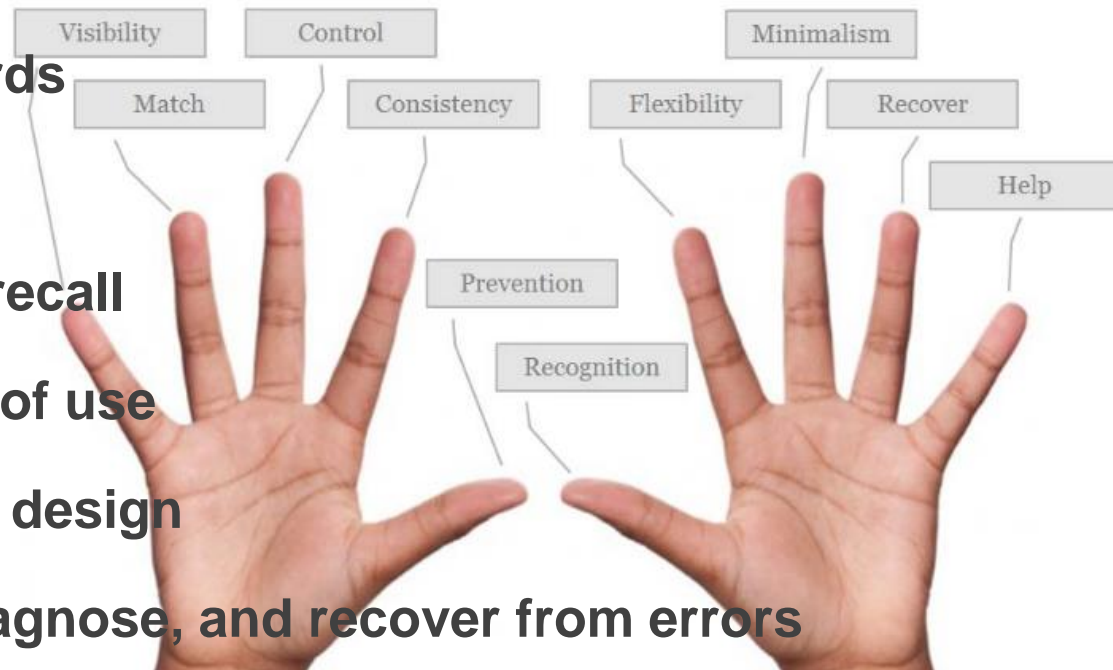 Visibility
Control
Minimalism
rds
Match
Consistency
Flexibility
Recover
Help
Prevention
recall
Recognition
of use
design
agnose, and recover from errors